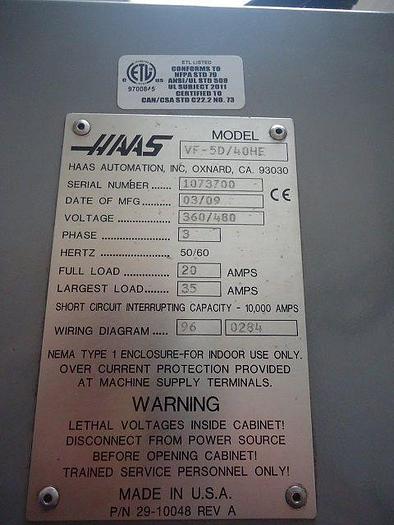 ETL LISTED
CONFORMS TO
NFPA STD 79
ANSI/UL STD 508
UL SUBJECT 2011
CERTIFIED TO
CAN/CSA STD C22.2 NO. 73
c ETL us
9700845
HAAS
MODEL
VF-5D/40HE
HAAS AUTOMATION, INC, OXNARD, CA. 93030
SERIAL NUMBER ...... 1073700
DATE OF MFG ........ 03/09
CE
VOLTAGE ............ 360/480
PHASE ...... 3
HERTZ ............ 50/60
FULL LOAD ...... 20 AMPS
LARGEST LOAD.... 35 AMPS
SHORT CIRCUIT INTERRUPTING CAPACITY - 10,000 AMPS
WIRING DIAGRAM ..... 96 0284
NEMA TYPE 1 ENCLOSURE-FOR INDOOR USE ONLY.
OVER CURRENT PROTECTION PROVIDED
AT MACHINE SUPPLY TERMINALS.
WARNING
LETHAL VOLTAGES INSIDE CABINET!
DISCONNECT FROM POWER SOURCE
BEFORE OPENING CABINET!
TRAINED SERVICE PERSONNEL ONLY!
MADE IN U.S.A.
P/N 29-10048 REV A